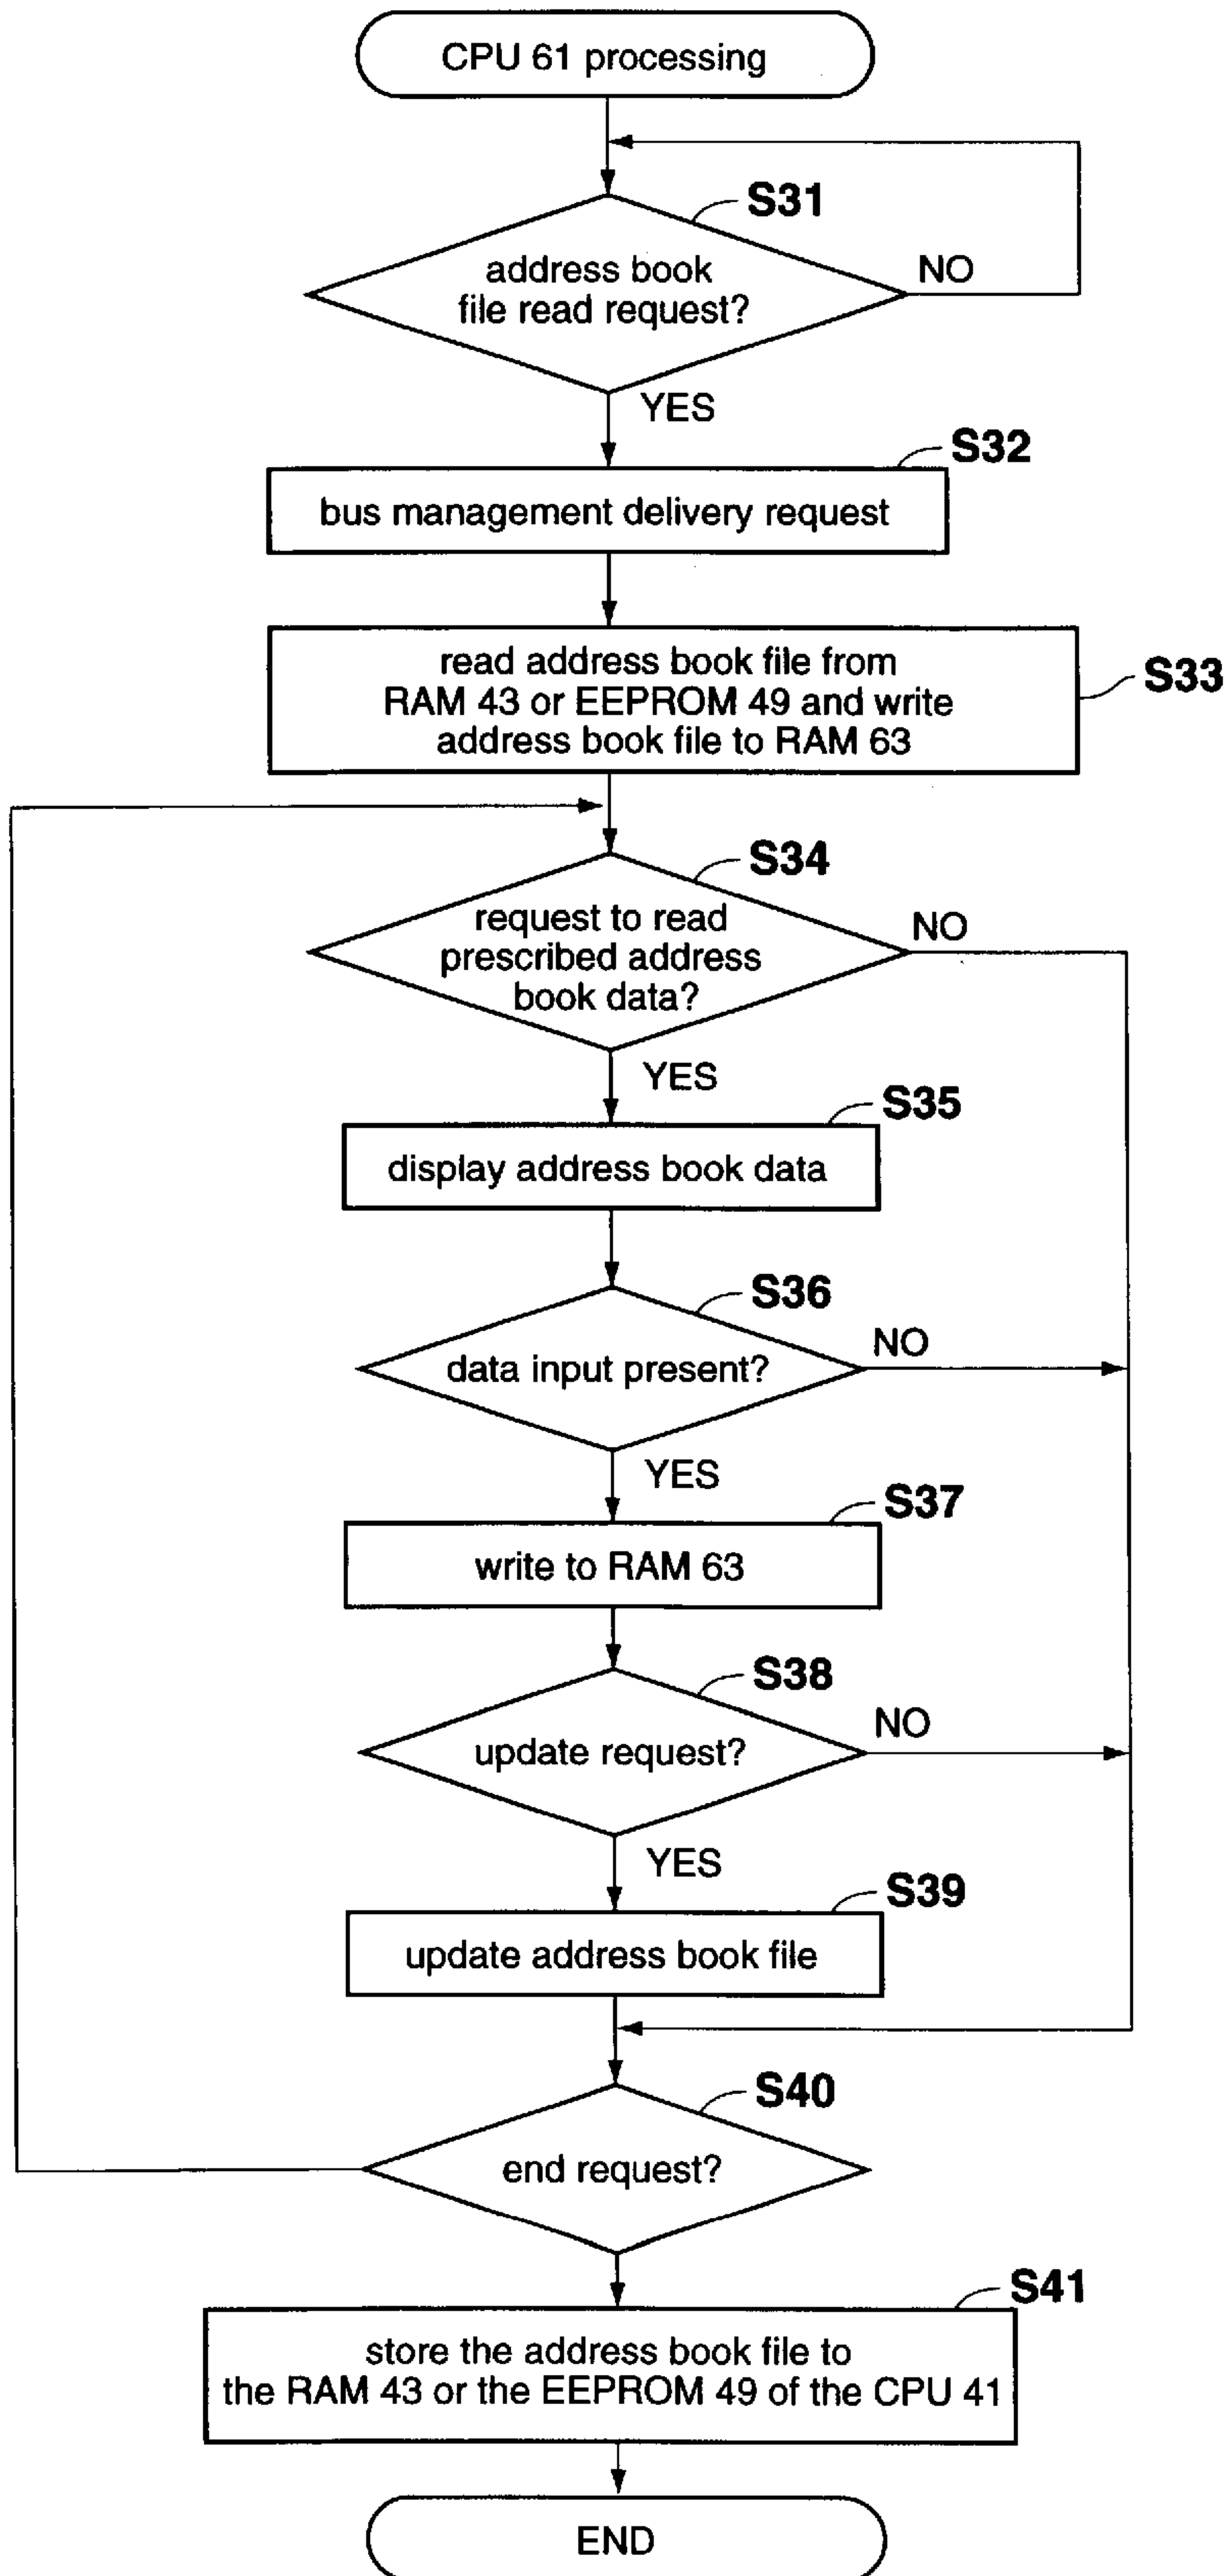 CPU 61 processing
S31
address book
file read request?
NO
YES
S32
bus management delivery request
read address book file from
RAM 43 or EEPROM 49 and write
address book file to RAM 63
S33
S34
request to read
prescribed address
book data?
NO
YES
S35
display address book data
S36
data input present?
NO
YES
S37
write to RAM 63
S38
update request?
NO
YES
S39
update address book file
S40
end request?
S41
store the address book file to
the RAM 43 or the EEPROM 49 of the CPU 41
END